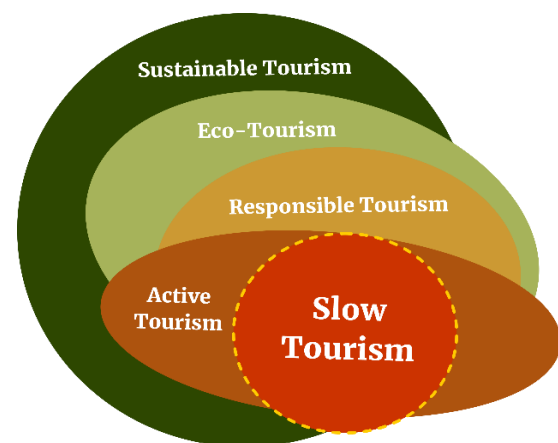 Sustainable Tourism
Eco-Tourism
Responsible Tourism
Active
Tourism
Slow
Tourism